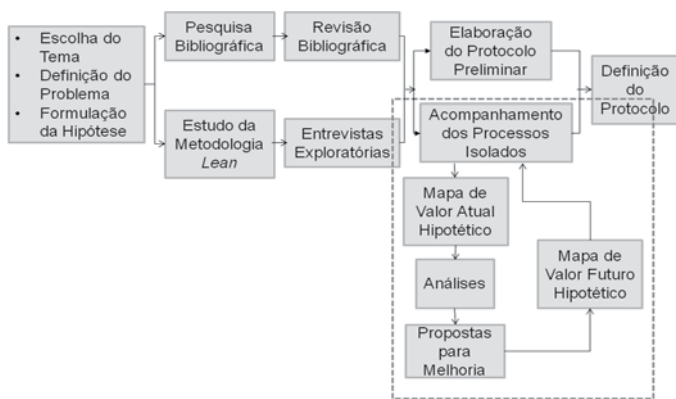 • Escolha do
Tema
• Definição do
Problema
• Formulação
da Hipótese
Pesquisa
Bibliográfica
Revisão
Bibliográfica
Estudo da
Metodologia
Lean
Entrevistas
Exploratórias
Elaboração
do Protocolo
Preliminar
Acompanhamento
dos Processos
Isolados
Definição
do
Protocolo
Mapa de
Valor Atual
Hipotético
Análises
Propostas
para
Melhoria
Mapa de
Valor Futuro
Hipotético